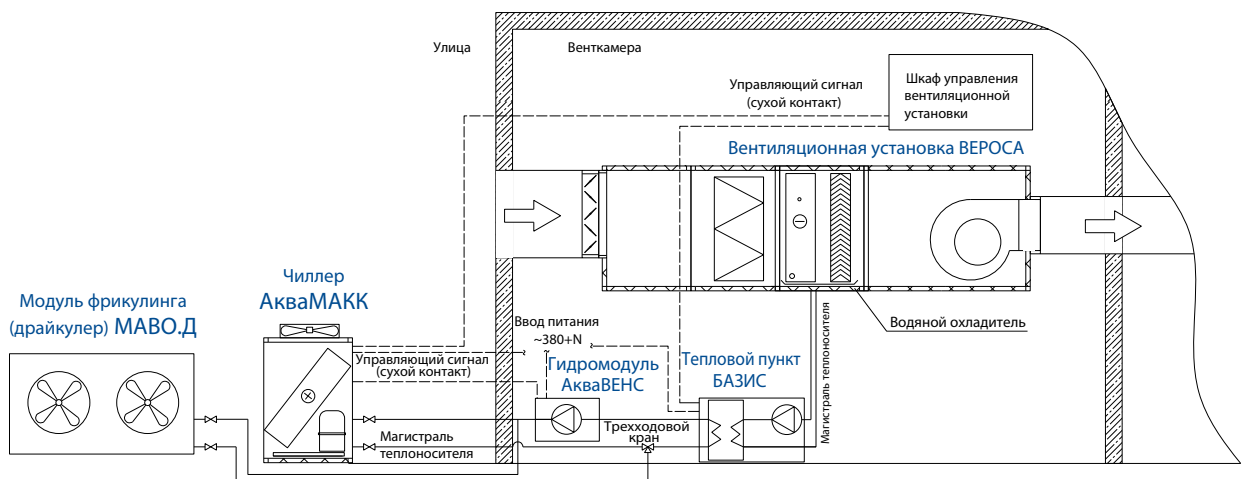 Улица
Венткамера
Управляющий сигнал
(сухой контакт)
Шкаф управления
вентиляционной
установки
Вентиляционная установка ВЕРОСА
Чиллер
АкваМАКК
Модуль фрикулинга
(драйкулер) МАВО.Д
Ввод питания
~380+N
Водяной охладитель
Управляющий сигнал
(сухой контакт)
Гидромодуль
АкваВЕНС
Тепловой пункт
БАЗИС
Магистраль теплоносителя
Трехходовой
кран
Магистраль
теплоносителя